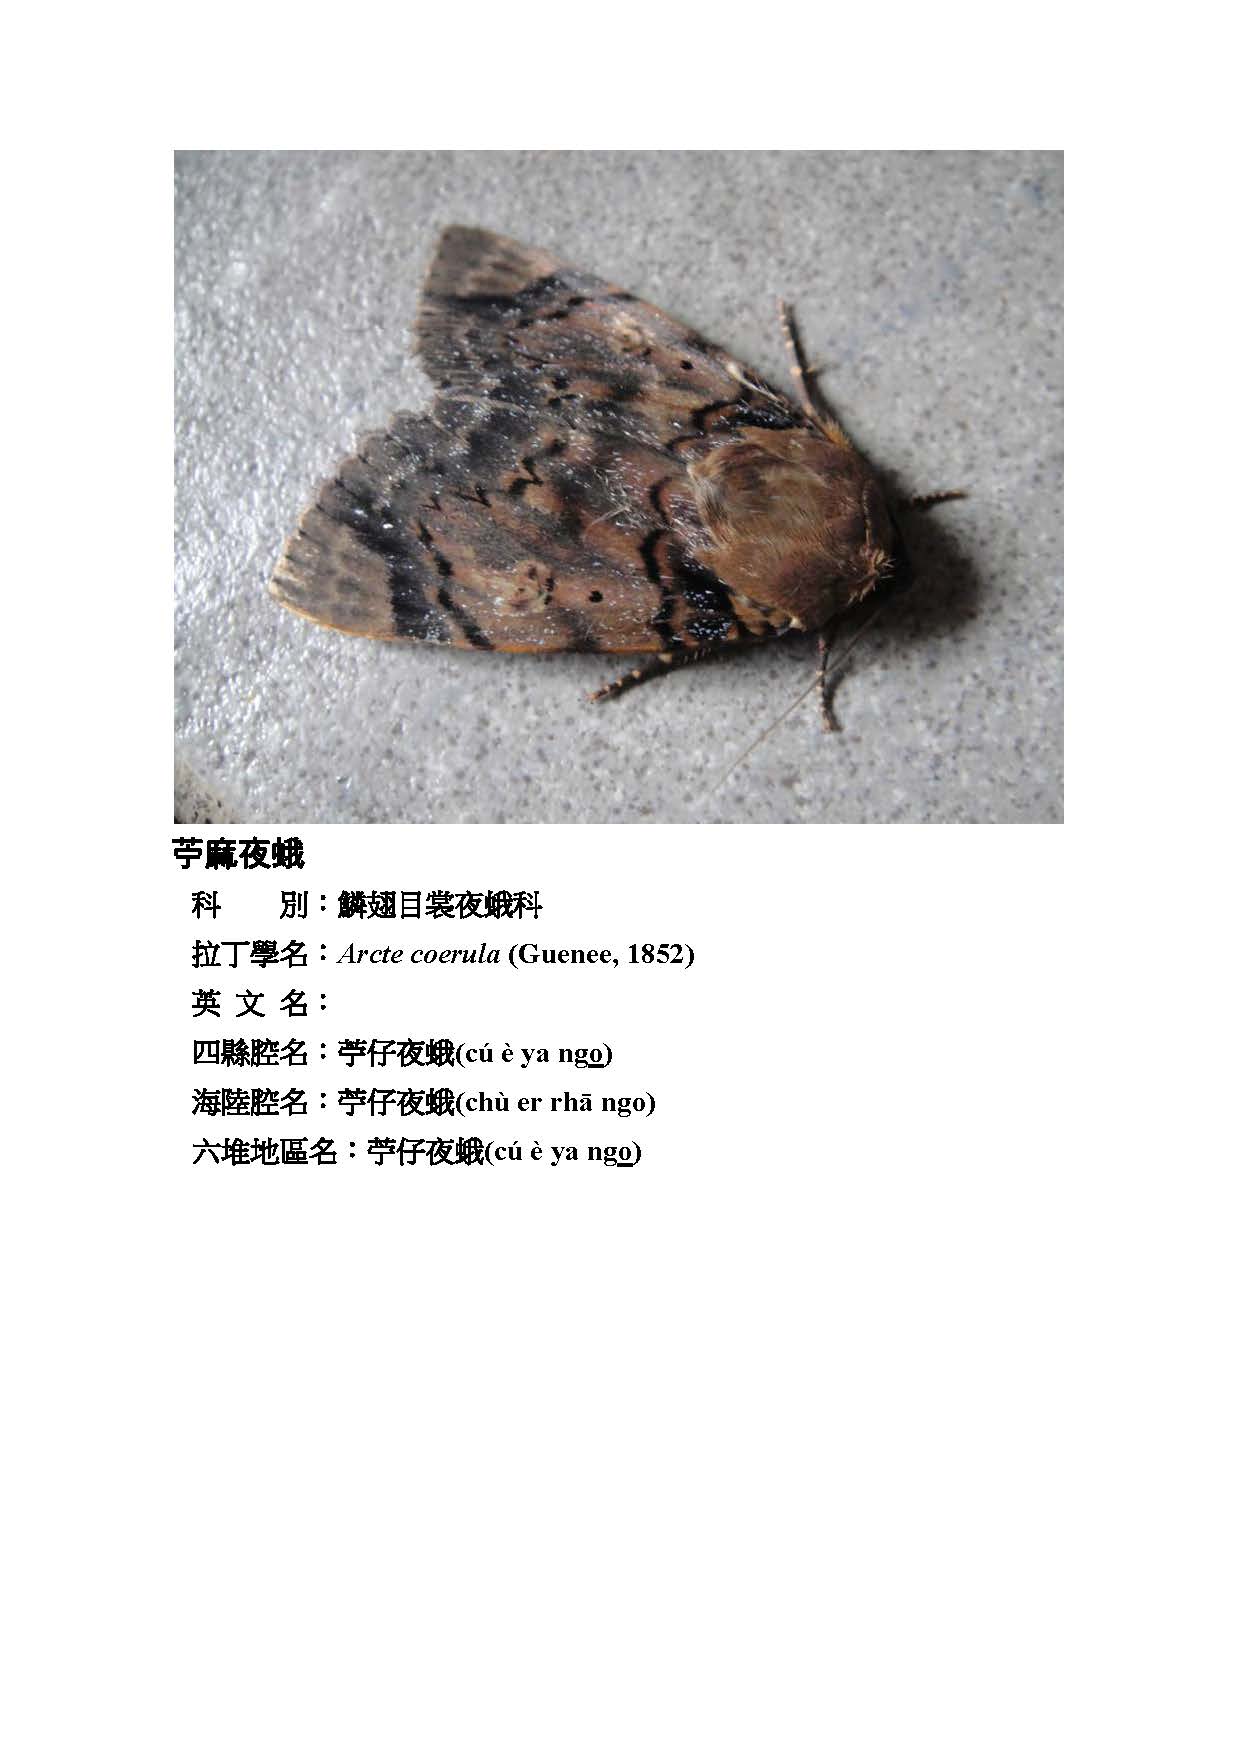 苧麻夜蛾
科　　別：鱗翅目裳夜蛾科
拉丁學名：Arcte coerula (Guenee, 1852)
英 文 名：
四縣腔名：苧仔夜蛾(cú è ya ngo)
海陸腔名：苧仔夜蛾(chù er rhā ngo)
六堆地區名：苧仔夜蛾(cú è ya ngo)